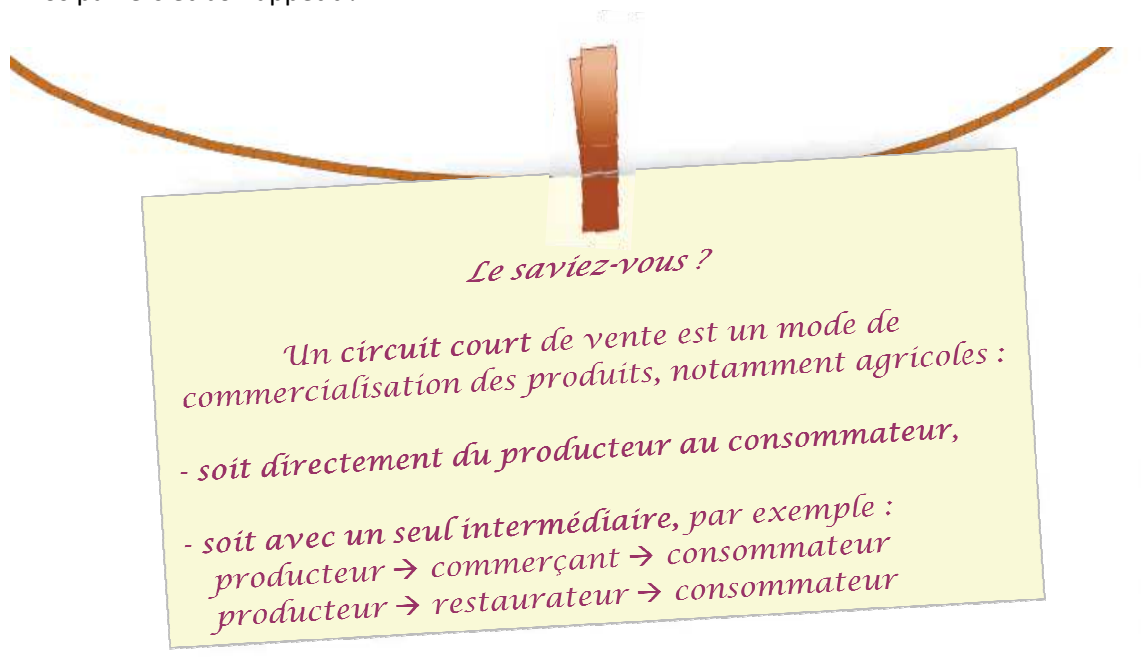 Le saviez-vous ?
Un circuit court de vente est un mode de
commercialisation des produits, notamment agricoles :
- soit directement du producteur au consommateur,
- soit avec un seul intermédiaire, par exemple :
producteur → commerçant → consommateur
producteur → restaurateur → consommateur